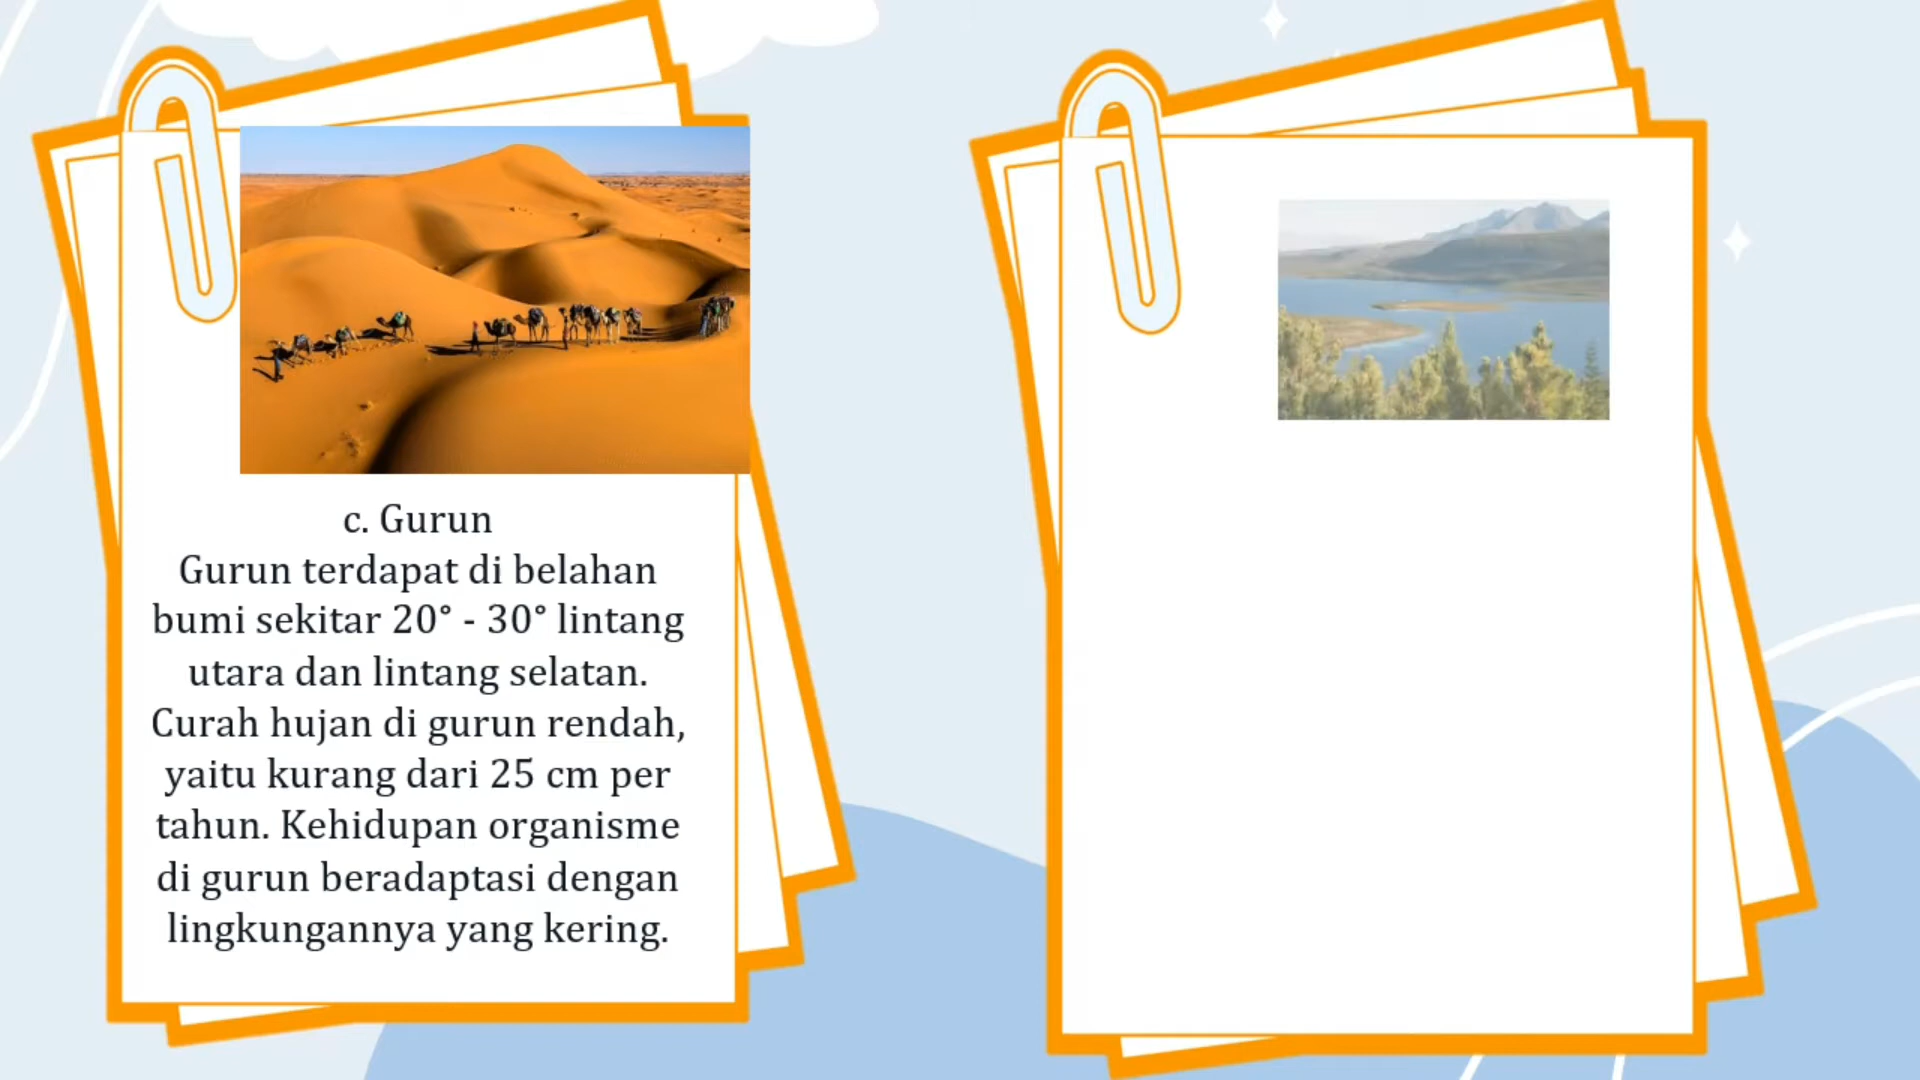 c. Gurun
Gurun terdapat di belahan
bumi sekitar 20° - 30° lintang
utara dan lintang selatan.
Curah hujan di gurun rendah,
yaitu kurang dari 25 cm per
tahun. Kehidupan organisme
di gurun beradaptasi dengan
lingkungannya yang kering.